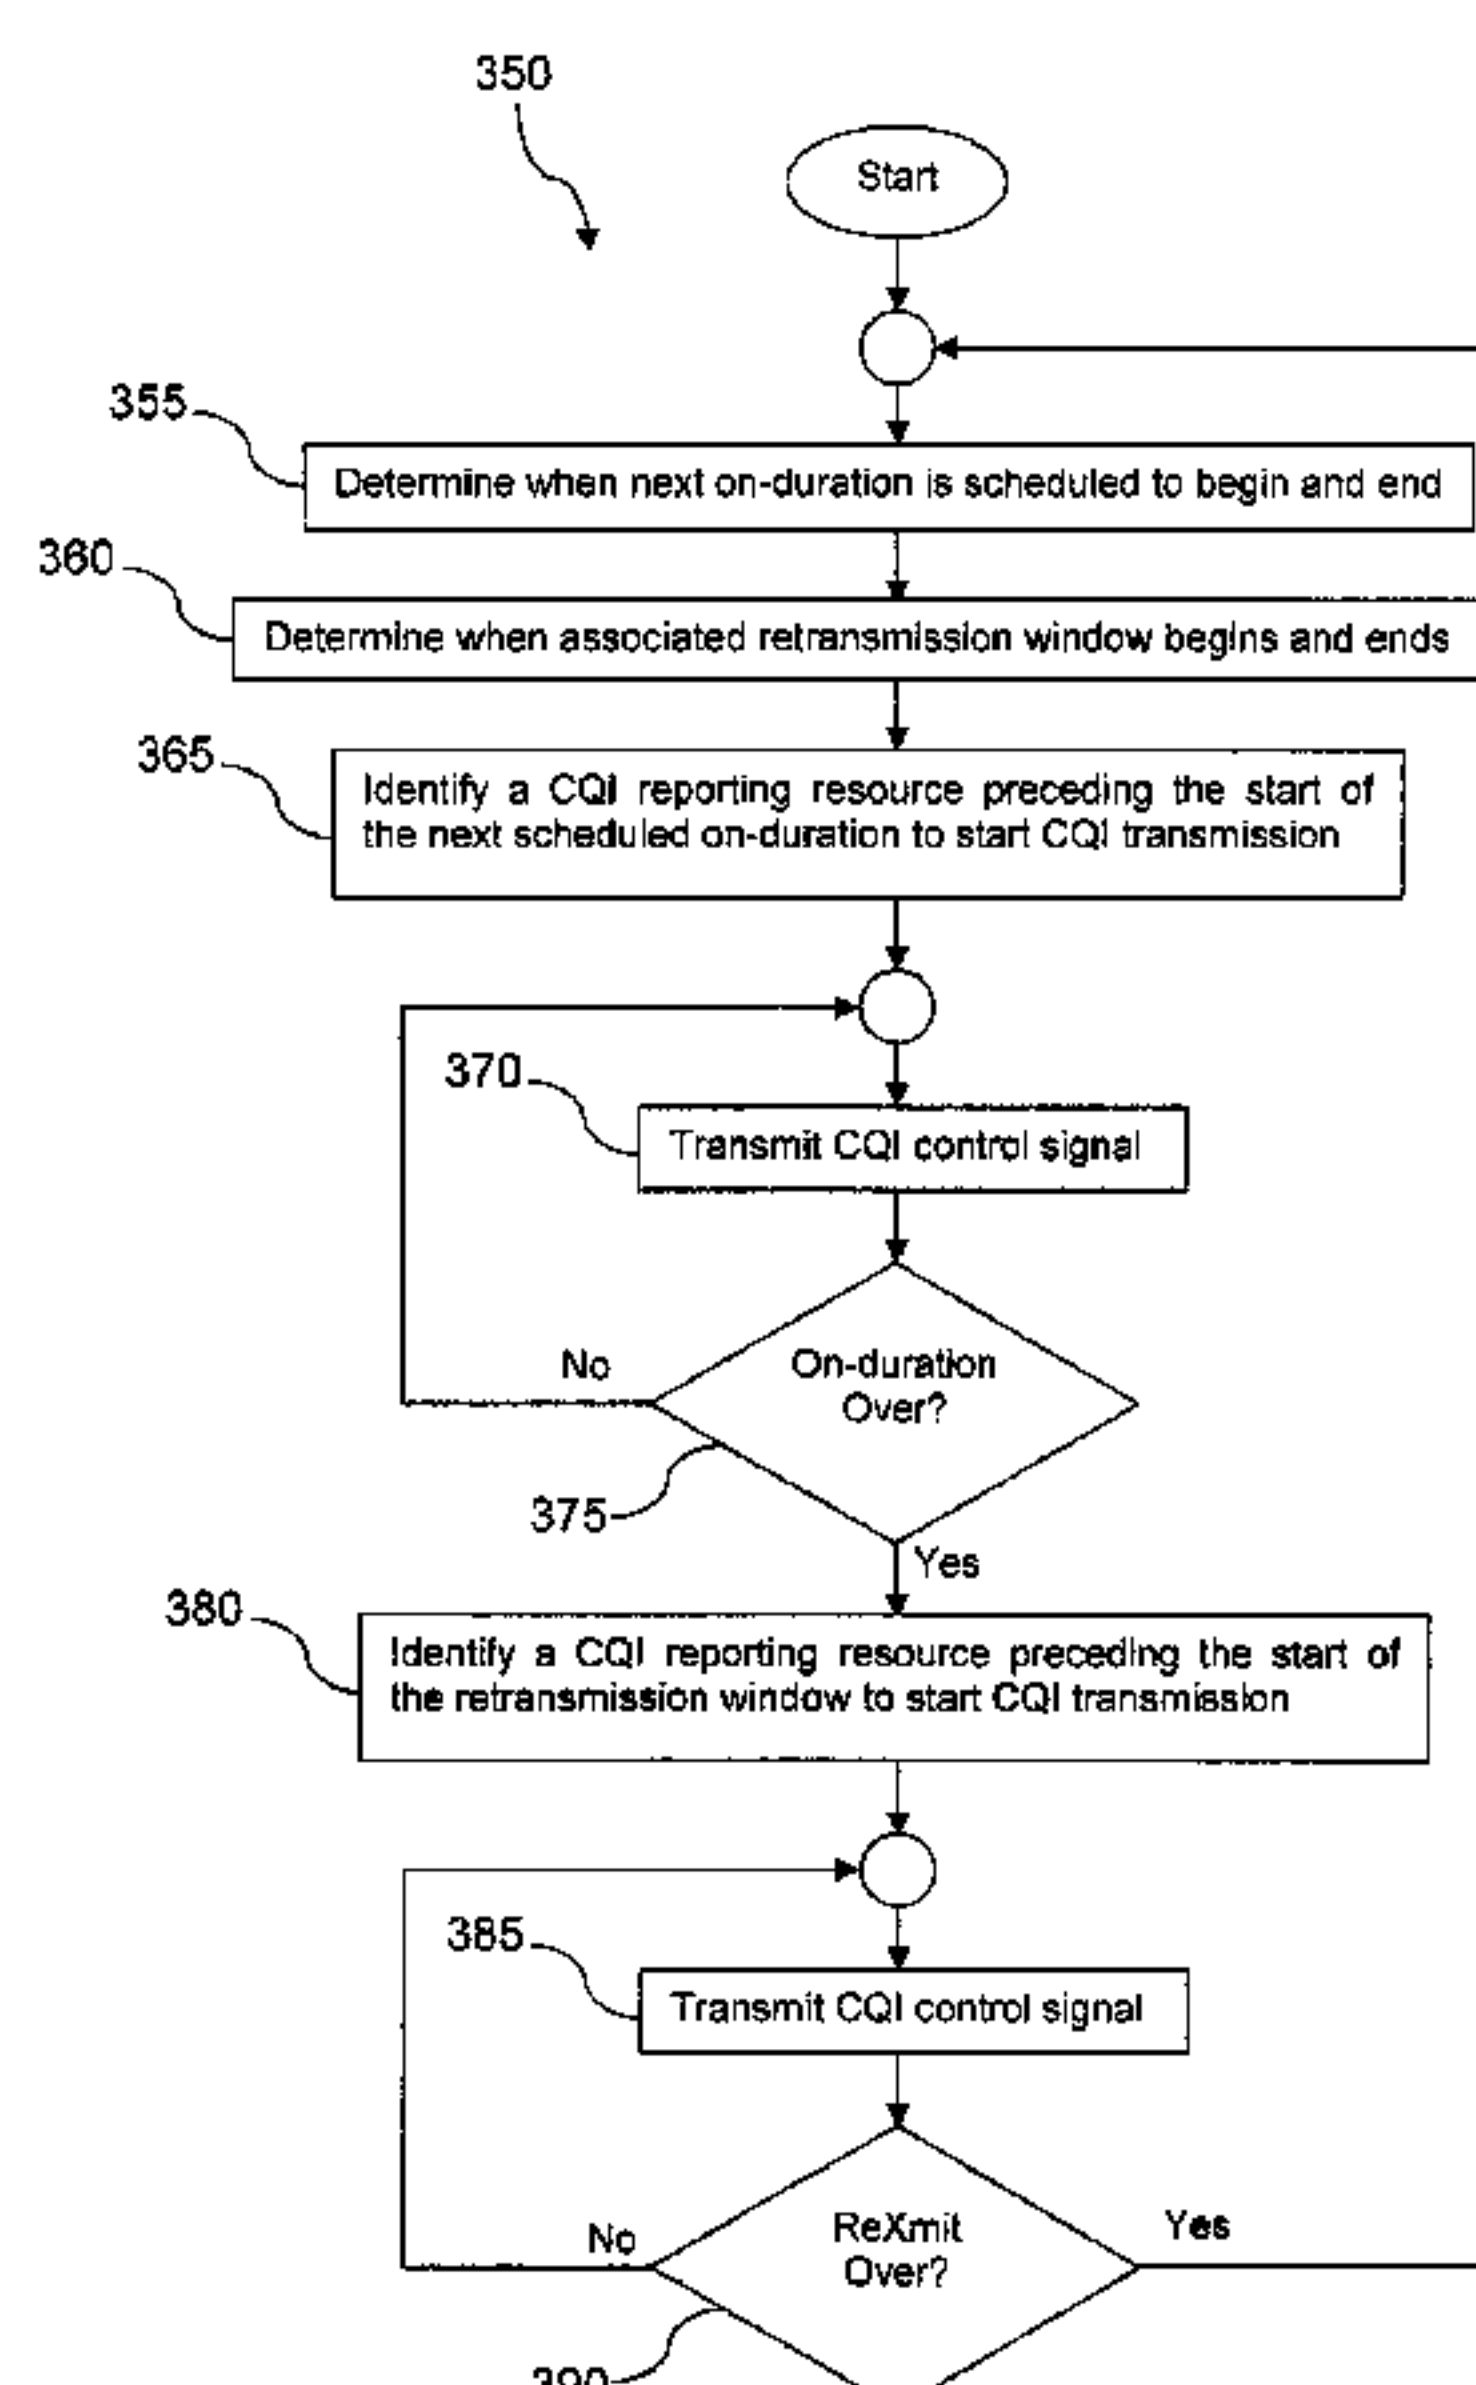 350
Start
355
Determine when next on-duration is scheduled to begin and end
360
Determine when associated retransmission window begins and ends
365
Identify a CQI reporting resource preceding the start of
the next scheduled on-duration to start CQI transmission
370
Transmit CQI control signal
No
On-duration
Over?
375
Yes
380
Identify a CQI reporting resource preceding the start of
the retransmission window to start CQI transmission
385
Transmit CQI control signal
No
ReXmit
Over?
Yes
390